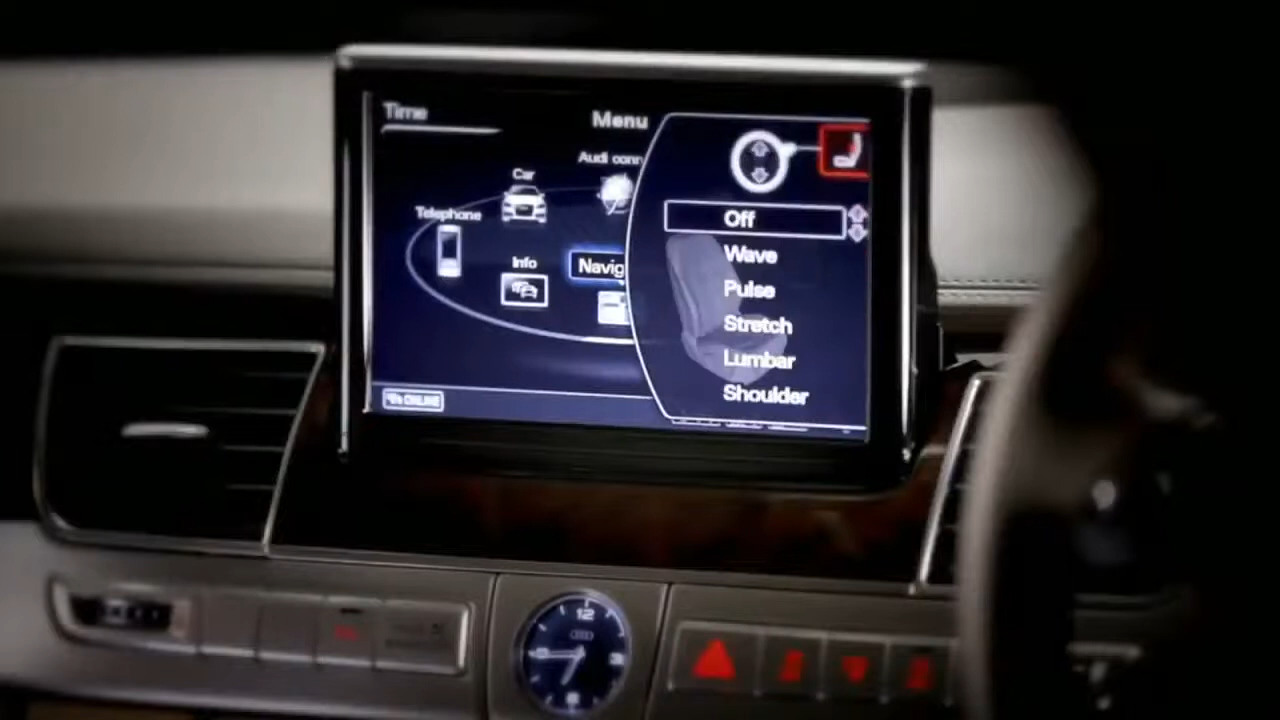 Time
Menu
Audi conn
Car
Telephone
Info
Navig
Off
Wave
Pulse
Stretch
Lumbar
Shoulder
ONLINE
12